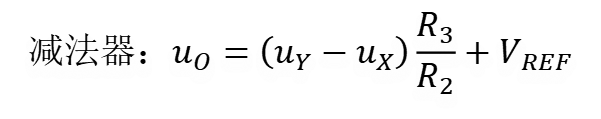 减法器：u_O = (u_Y − u_X) R_3/R_2 + V_REF